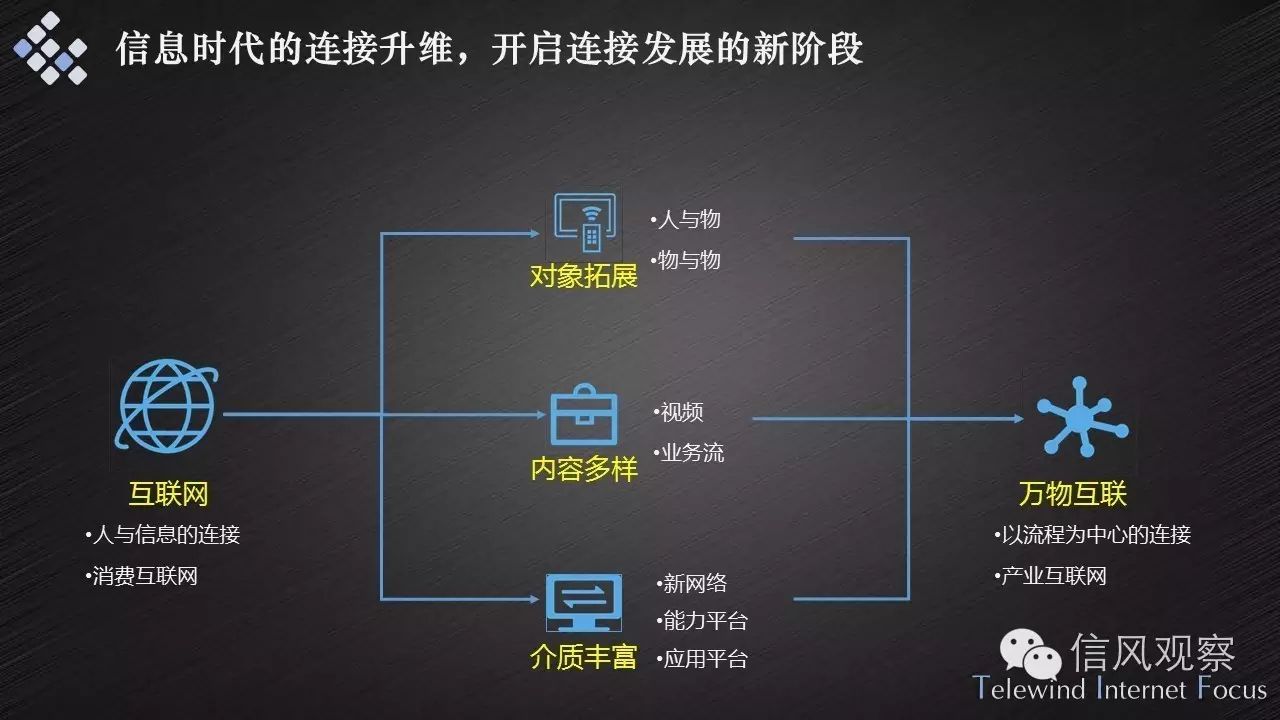 信息时代的连接升维，开启连接发展的新阶段
•人与物
•物与物
对象拓展
•视频
•业务流
内容多样
互联网
•人与信息的连接
•消费互联网
万物互联
•以流程为中心的连接
•产业互联网
•新网络
•能力平台
•应用平台
介质丰富
信风观察
Telewind Internet Focus